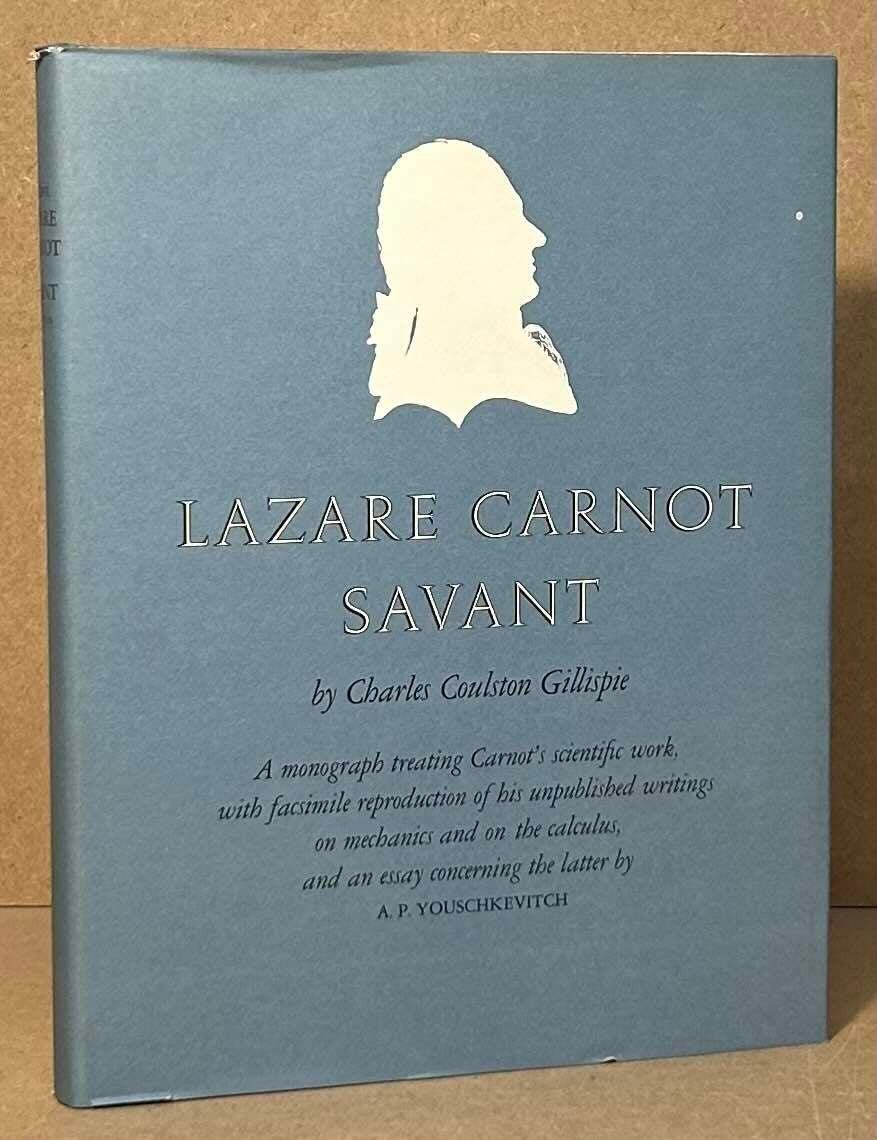 LAZARE CARNOT
SAVANT
by Charles Coulston Gillispie
A monograph treating Carnot's scientific work,
with facsimile reproduction of his unpublished writings
on mechanics and on the calculus,
and an essay concerning the latter by
A. P. YOUSCHKEVITCH